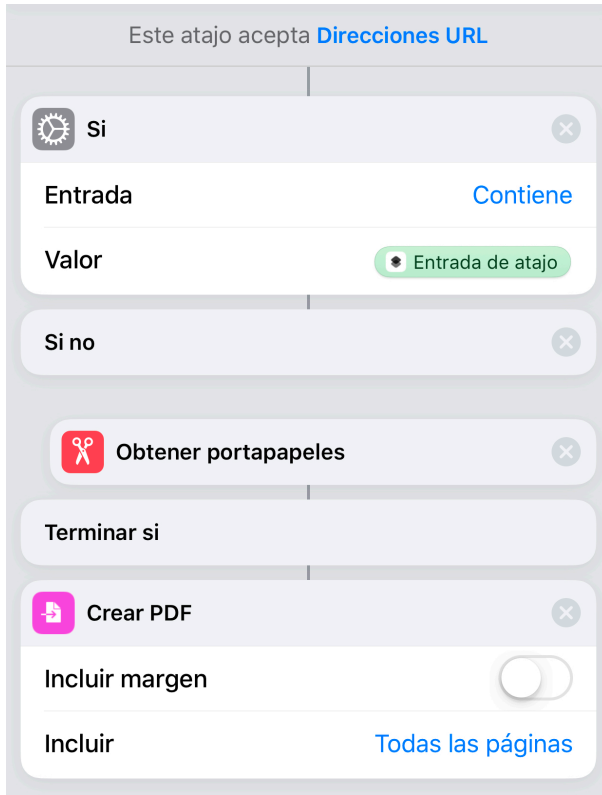 Este atajo acepta Direcciones URL
Si
Entrada Contiene
Valor Entrada de atajo
Si no
Obtener portapapeles
Terminar si
Crear PDF
Incluir margen
Incluir Todas las páginas